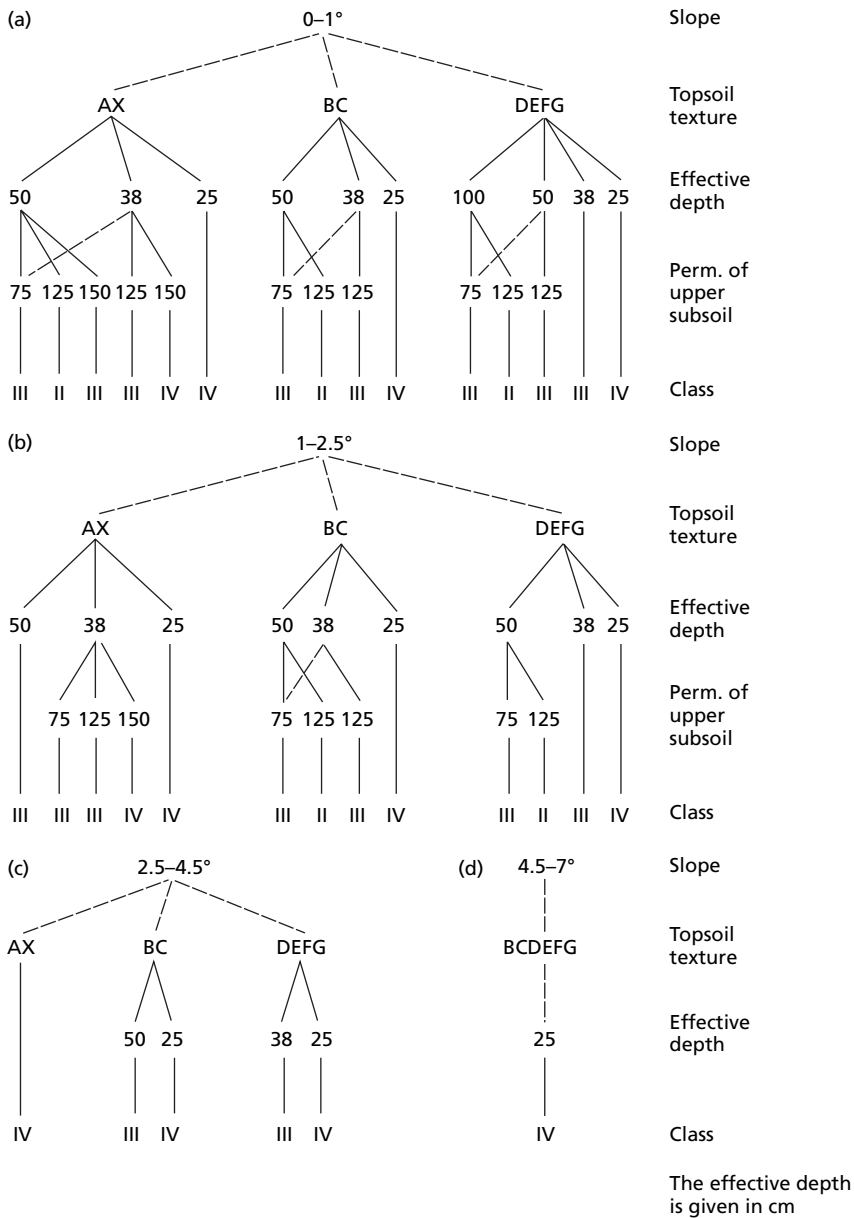 (a) 0–1° Slope
AX BC DEFG Topsoil
texture
50 38 25 50 38 25 100 50 38 25 Effective
depth
75 125 150 125 150 75 125 125 75 125 125 Perm. of
upper
subsoil
III II III III IV IV III II III IV III II III III IV Class
(b) 1–2.5° Slope
AX BC DEFG Topsoil
texture
50 38 25 50 38 25 50 38 25 Effective
depth
75 125 150 75 125 125 75 125 Perm. of
upper
subsoil
III III III IV IV III II III IV III II III IV Class
(c) 2.5–4.5° (d) 4.5–7° Slope
AX BC DEFG BCDEFG Topsoil
texture
50 25 38 25 25 Effective
depth
IV III IV III IV IV Class
The effective depth
is given in cm